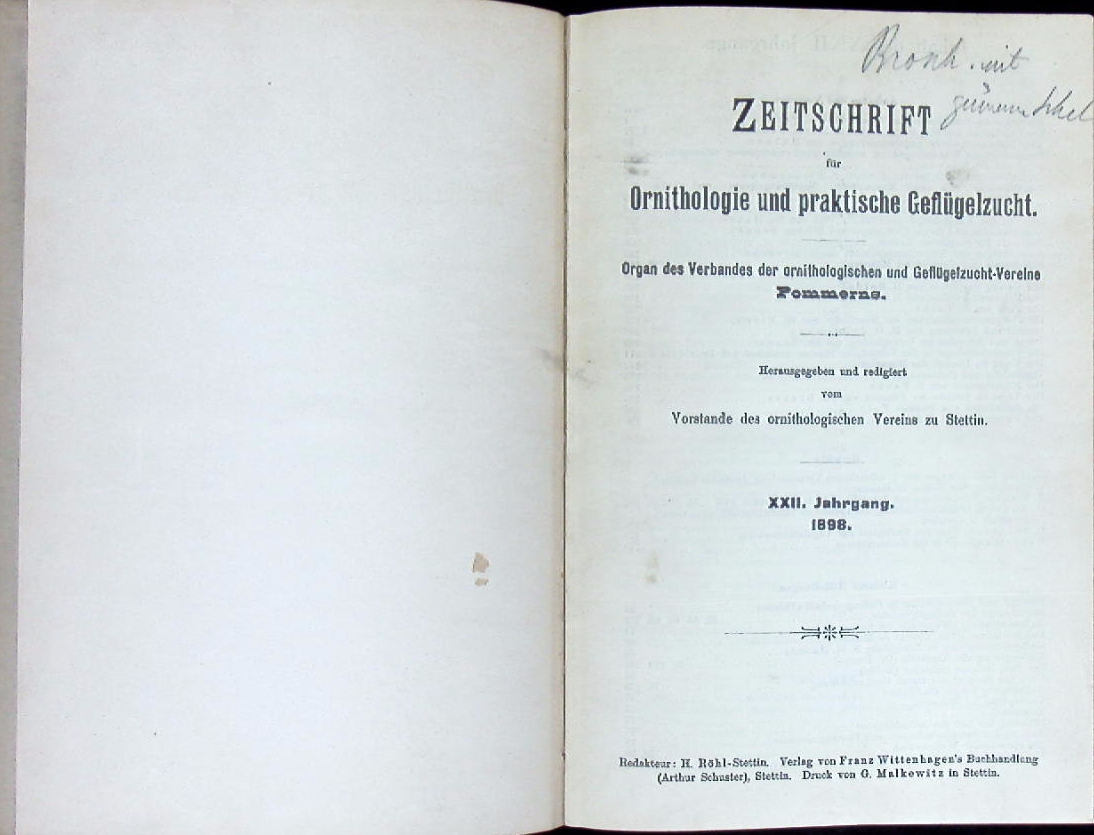 Brosch. mit
ZEITSCHRIFT
für
Ornithologie und praktische Geflügelzucht.
Organ des Verbandes der ornithologischen und Geflügelzucht-Vereine
Pommerns.
Herausgegeben und redigiert
vom
Vorstande des ornithologischen Vereins zu Stettin.
XXII. Jahrgang.
1898.
Redakteur: H. Röhl-Stettin. Verlag von Franz Wittenhagen's Buchhandlung
(Arthur Schuster), Stettin. Druck von G. Malkewitz in Stettin.